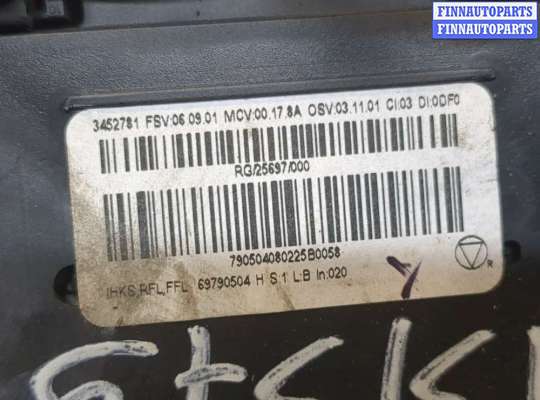 FINNAUTOPARTS
FINNAUTOPARTS
FINNAUTOPARTS
3452781 FSV:06.09.01 MCV:00.17.8A OSV:03.11.01 CI:03 DI:0DF0
RG/25697/000
790504080225B0058
IHKS,RFL,FFL 69790504 H S:1 L:B In:020
R